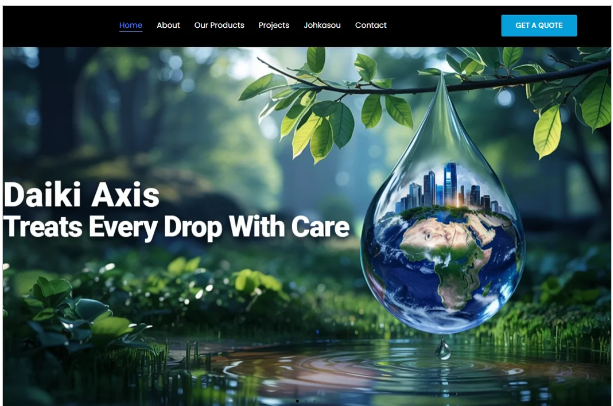 Home About Our Products Projects Johkasou Contact GET A QUOTE
Daiki Axis
Treats Every Drop With Care